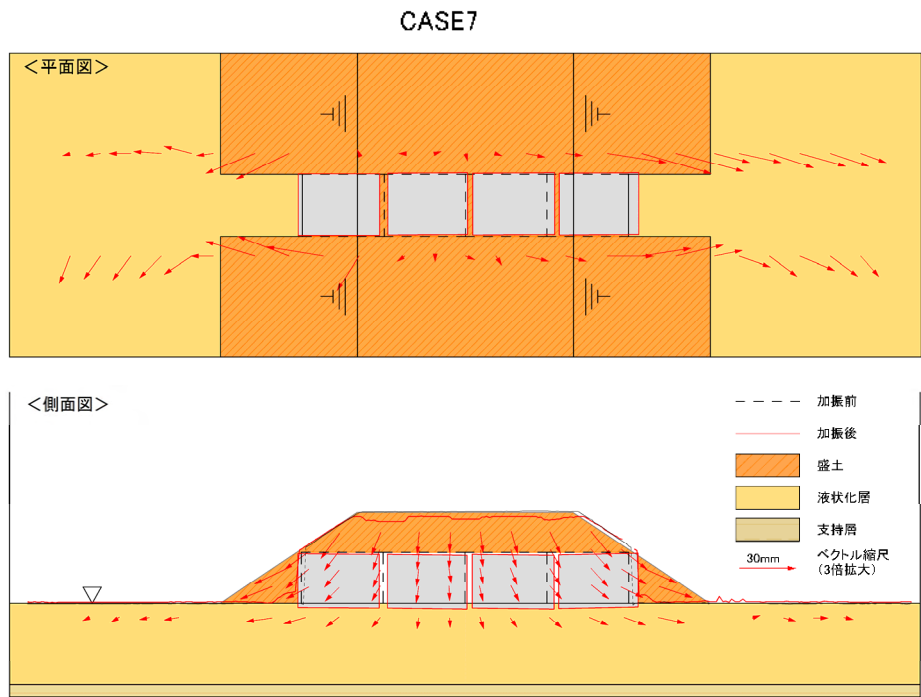 CASE7
＜平面図＞
＜側面図＞
加振前
加振後
盛土
液状化層
支持層
30mm
ベクトル縮尺
（3倍拡大）